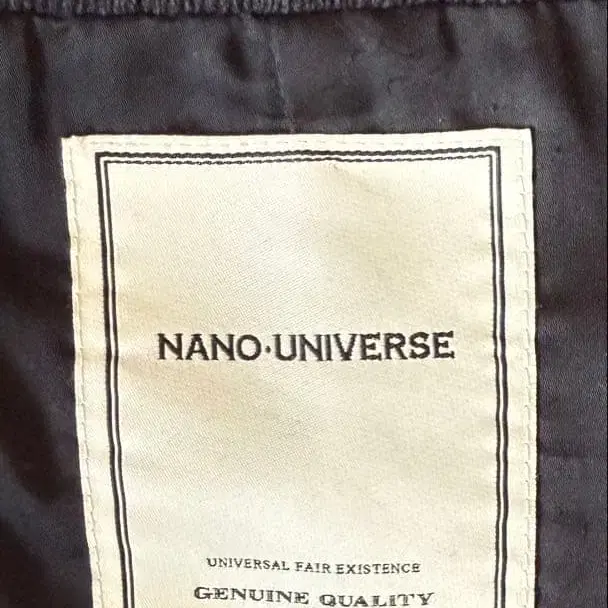 NANO·UNIVERSE
UNIVERSAL FAIR EXISTENCE
GENUINE QUALITY